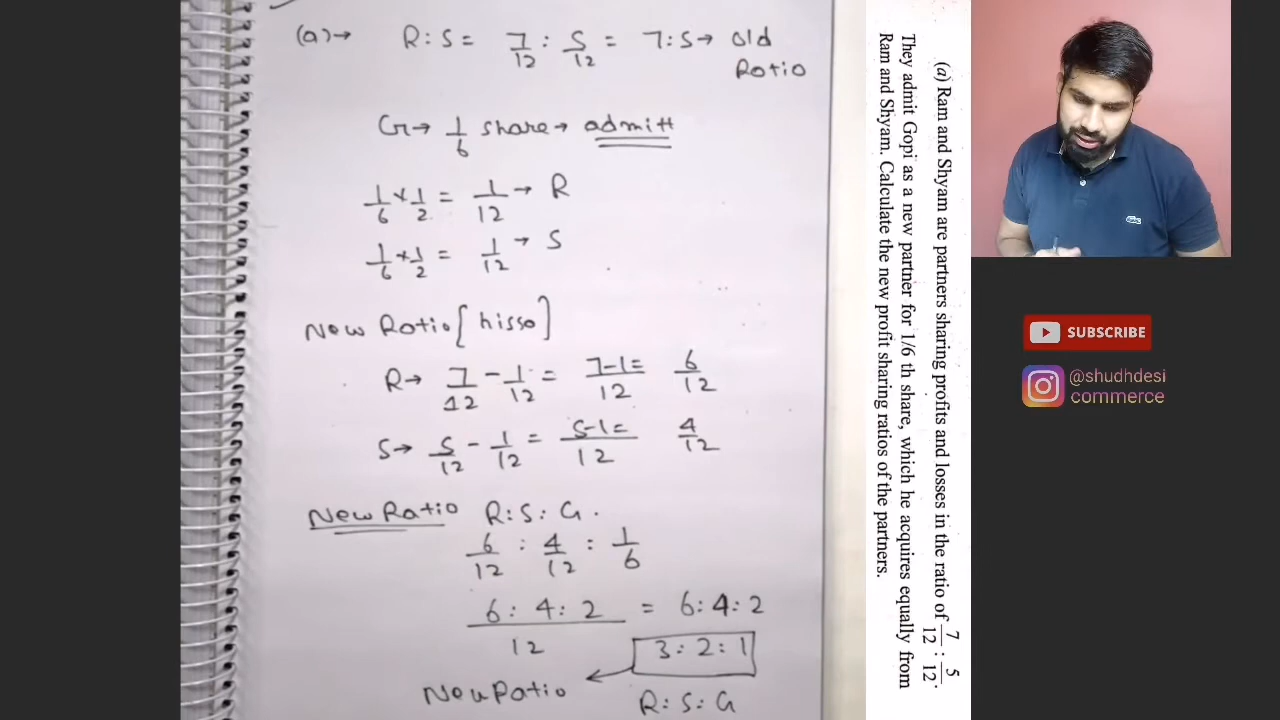 (a)→ R:S = 7/12 : 5/12 = 7:5→ old
Ratio
G→ 1/6 share→ admitt
1/6 × 1/2 = 1/12 → R
1/6 × 1/2 = 1/12 → S
New Ratio [hisso]
R→ 7/12 - 1/12 = 7-1=/12 6/12
S→ 5/12 - 1/12 = 5-1=/12 4/12
New Ratio R:S:G.
6/12 : 4/12 : 1/6
6:4:2/12 = 6:4:2
3:2:1
New Ratio
R:S:G
(a) Ram and Shyam are partners sharing profits and losses in the ratio of 7/12 : 5/12.
They admit Gopi as a new partner for 1/6 th share, which he acquires equally from
Ram and Shyam. Calculate the new profit sharing ratios of the partners.
SUBSCRIBE
@shudhdesi
commerce